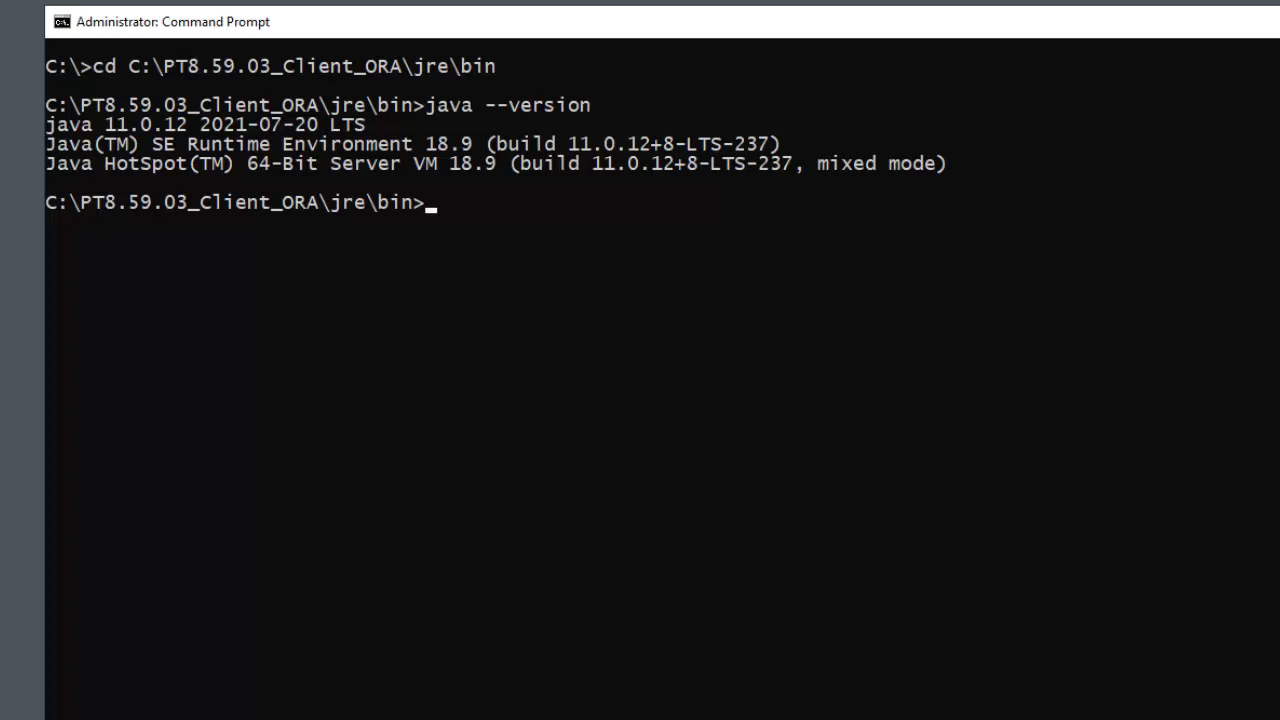 Administrator: Command Prompt
C:\>cd C:\PT8.59.03_Client_ORA\jre\bin
C:\PT8.59.03_Client_ORA\jre\bin>java --version
java 11.0.12 2021-07-20 LTS
Java(TM) SE Runtime Environment 18.9 (build 11.0.12+8-LTS-237)
Java HotSpot(TM) 64-Bit Server VM 18.9 (build 11.0.12+8-LTS-237, mixed mode)
C:\PT8.59.03_Client_ORA\jre\bin>